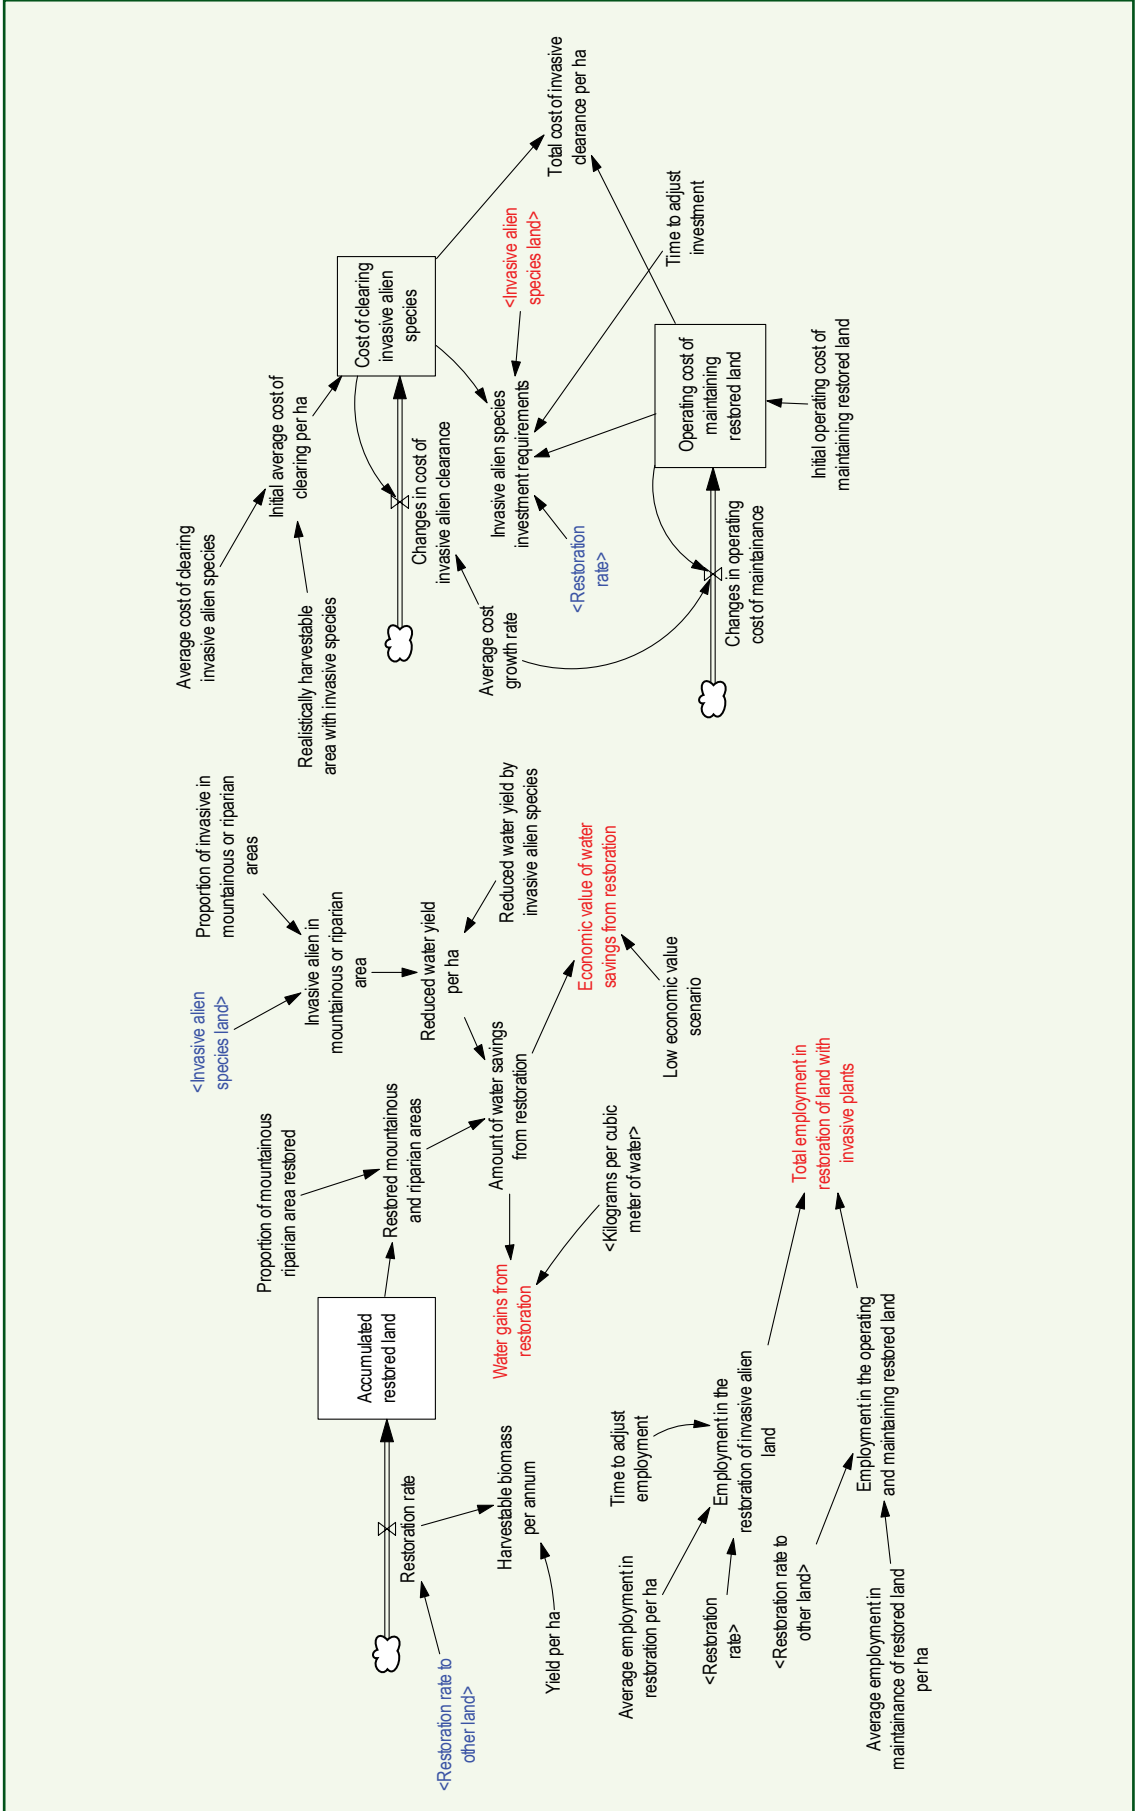 <Restoration rate to
other land>
Restoration rate
Accumulated
restored land
Harvestable biomass
per annum
Yield per ha
Proportion of mountainous
riparian area restored
Restored mountainous
and riparian areas
<Invasive alien
species land>
Proportion of invasive in
mountainous or riparian
areas
Invasive alien in
mountainous or riparian
area
Reduced water yield
per ha
Reduced water yield by
invasive alien species
Amount of water savings
from restoration
Water gains from
restoration
<Kilograms per cubic
meter of water>
Economic value of water
savings from restoration
Low economic value
scenario
Time to adjust
employment
Average employment in
restoration per ha
<Restoration
rate>
Employment in the
restoration of invasive alien
land
<Restoration rate to
other land>
Average employment in
maintainance of restored land
per ha
Employment in the operating
and maintaining restored land
Total employment in
restoration of land with
invasive plants
Average cost of clearing
invasive alien species
Realistically harvestable
area with invasive species
Initial average cost of
clearing per ha
Cost of clearing
invasive alien
species
Changes in cost of
invasive alien clearance
Average cost
growth rate
Invasive alien species
investment requirements
<Invasive alien
species land>
<Restoration
rate>
Total cost of invasive
clearance per ha
Time to adjust
investment
Operating cost of
maintaining
restored land
Changes in operating
cost of maintainance
Initial operating cost of
maintaining restored land